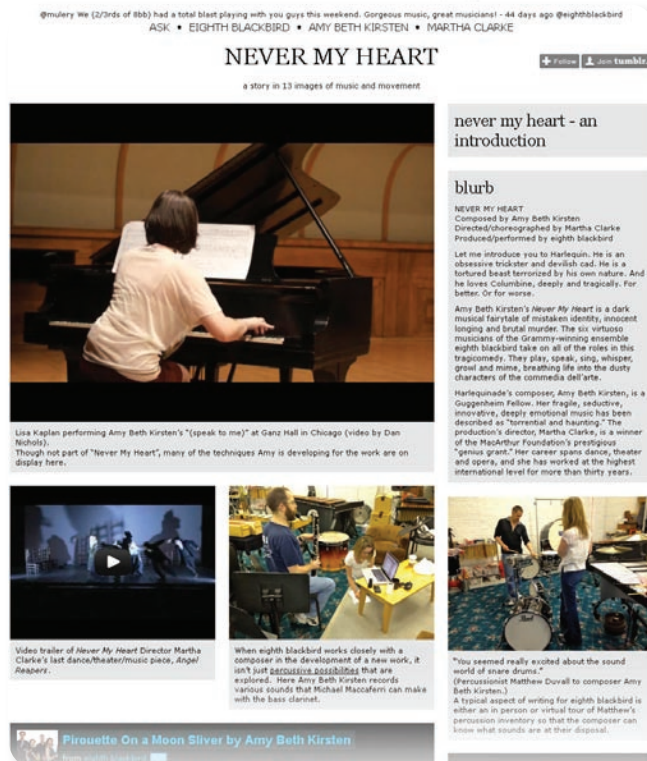 @mulery We (2/3rds of 8bb) had a total blast playing with you guys this weekend. Gorgeous music, great musicians! - 44 days ago @eighthblackbird
ASK • EIGHTH BLACKBIRD • AMY BETH KIRSTEN • MARTHA CLARKE
NEVER MY HEART
Follow
Join tumblr.
a story in 13 images of music and movement
Lisa Kaplan performing Amy Beth Kirsten's "(speak to me)" at Ganz Hall in Chicago (video by Dan
Nichols).
Though not part of "Never My Heart", many of the techniques Amy is developing for the work are on
display here.
Video trailer of Never My Heart Director Martha
Clarke's last dance/theater/music piece, Angel
Reapers.
When eighth blackbird works closely with a
composer in the development of a new work, it
isn't just percussive possibilities that are
explored. Here Amy Beth Kirsten records
various sounds that Michael Maccaferri can make
with the bass clarinet.
Pirouette On a Moon Sliver by Amy Beth Kirsten
from eighth blackbird
never my heart - an
introduction
blurb
NEVER MY HEART
Composed by Amy Beth Kirsten
Directed/choreographed by Martha Clarke
Produced/performed by eighth blackbird
Let me introduce you to Harlequin. He is an
obsessive trickster and devilish cad. He is a
tortured beast terrorized by his own nature. And
he loves Columbine, deeply and tragically. For
better. Or for worse.
Amy Beth Kirsten's Never My Heart is a dark
musical fairytale of mistaken identity, innocent
longing and brutal murder. The six virtuoso
musicians of the Grammy-winning ensemble
eighth blackbird take on all of the roles in this
tragicomedy. They play, speak, sing, whisper,
growl and mime, breathing life into the dusty
characters of the commedia dell'arte.
Harlequinade's composer, Amy Beth Kirsten, is a
Guggenheim Fellow. Her fragile, seductive,
innovative, deeply emotional music has been
described as "torrential and haunting." The
production's director, Martha Clarke, is a winner
of the MacArthur Foundation's prestigious
"genius grant." Her career spans dance, theater
and opera, and she has worked at the highest
international level for more than thirty years.
"You seemed really excited about the sound
world of snare drums."
(Percussionist Matthew Duvall to composer Amy
Beth Kirsten.)
A typical aspect of writing for eighth blackbird is
either an in person or virtual tour of Matthew's
percussion inventory so that the composer can
know what sounds are at their disposal.